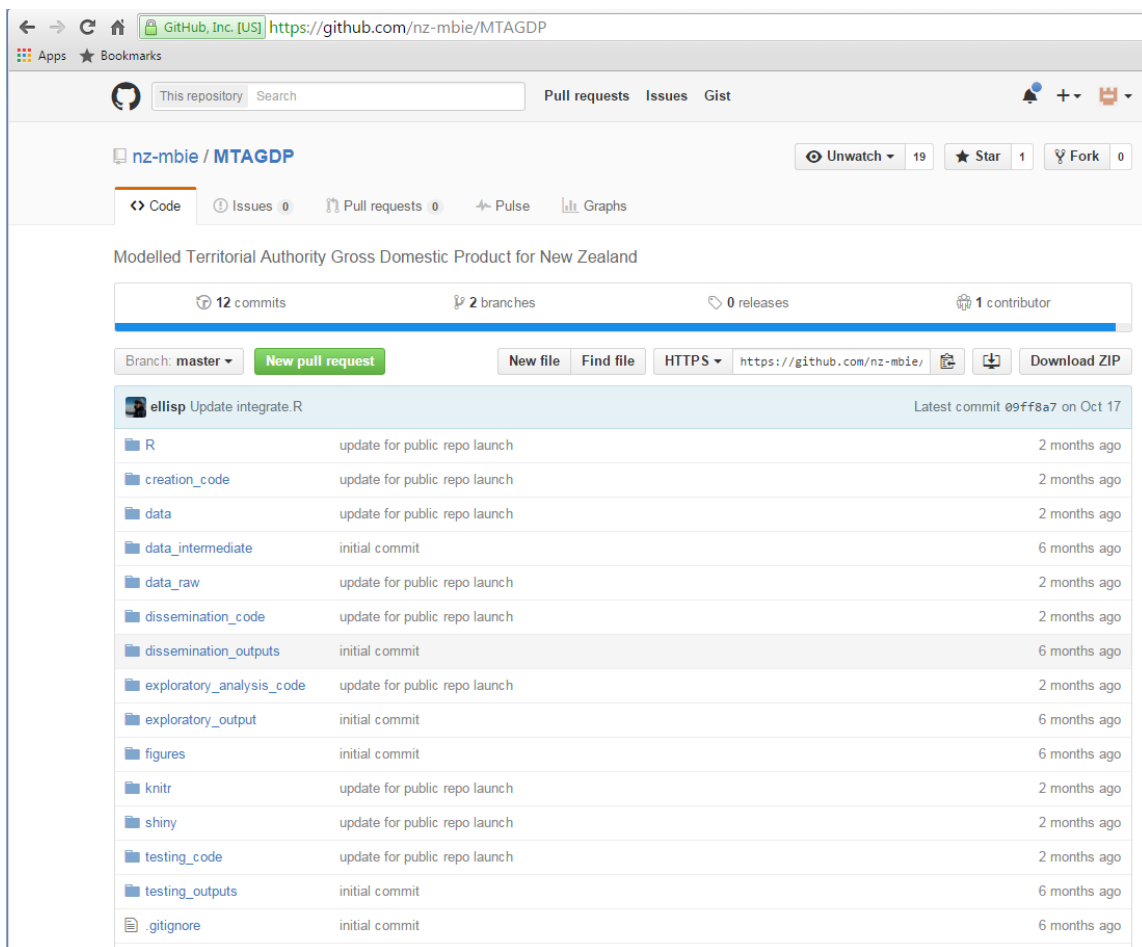 GitHub, Inc. [US] https://github.com/nz-mbie/MTAGDP
Apps Bookmarks
This repository Search Pull requests Issues Gist
nz-mbie / MTAGDP Unwatch 19 Star 1 Fork 0
Code Issues 0 Pull requests 0 Pulse Graphs
Modelled Territorial Authority Gross Domestic Product for New Zealand
12 commits 2 branches 0 releases 1 contributor
Branch: master New pull request New file Find file HTTPS https://github.com/nz-mbie/ Download ZIP
ellisp Update integrate.R Latest commit 09ff8a7 on Oct 17
R update for public repo launch 2 months ago
creation_code update for public repo launch 2 months ago
data update for public repo launch 2 months ago
data_intermediate initial commit 6 months ago
data_raw update for public repo launch 2 months ago
dissemination_code update for public repo launch 2 months ago
dissemination_outputs initial commit 6 months ago
exploratory_analysis_code update for public repo launch 2 months ago
exploratory_output initial commit 6 months ago
figures initial commit 6 months ago
knitr update for public repo launch 2 months ago
shiny update for public repo launch 2 months ago
testing_code update for public repo launch 2 months ago
testing_outputs initial commit 6 months ago
.gitignore initial commit 6 months ago